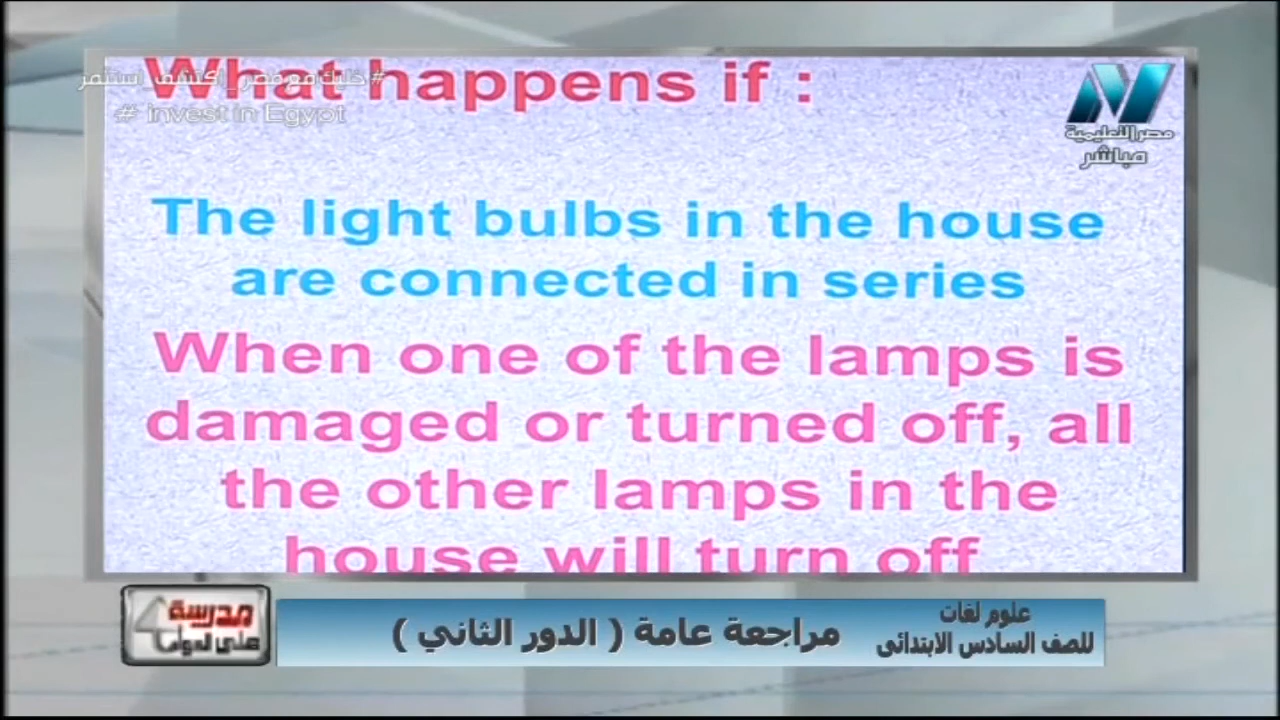 #خليك_مع_مصر_اكتشف_استثمر
# invest in Egypt
What happens if :
مصر التعليمية
مباشر
The light bulbs in the house
are connected in series
When one of the lamps is
damaged or turned off, all
the other lamps in the
house will turn off
مدرسة
على الهواء
علوم لغات
للصف السادس الابتدائى
مراجعة عامة ( الدور الثاني )